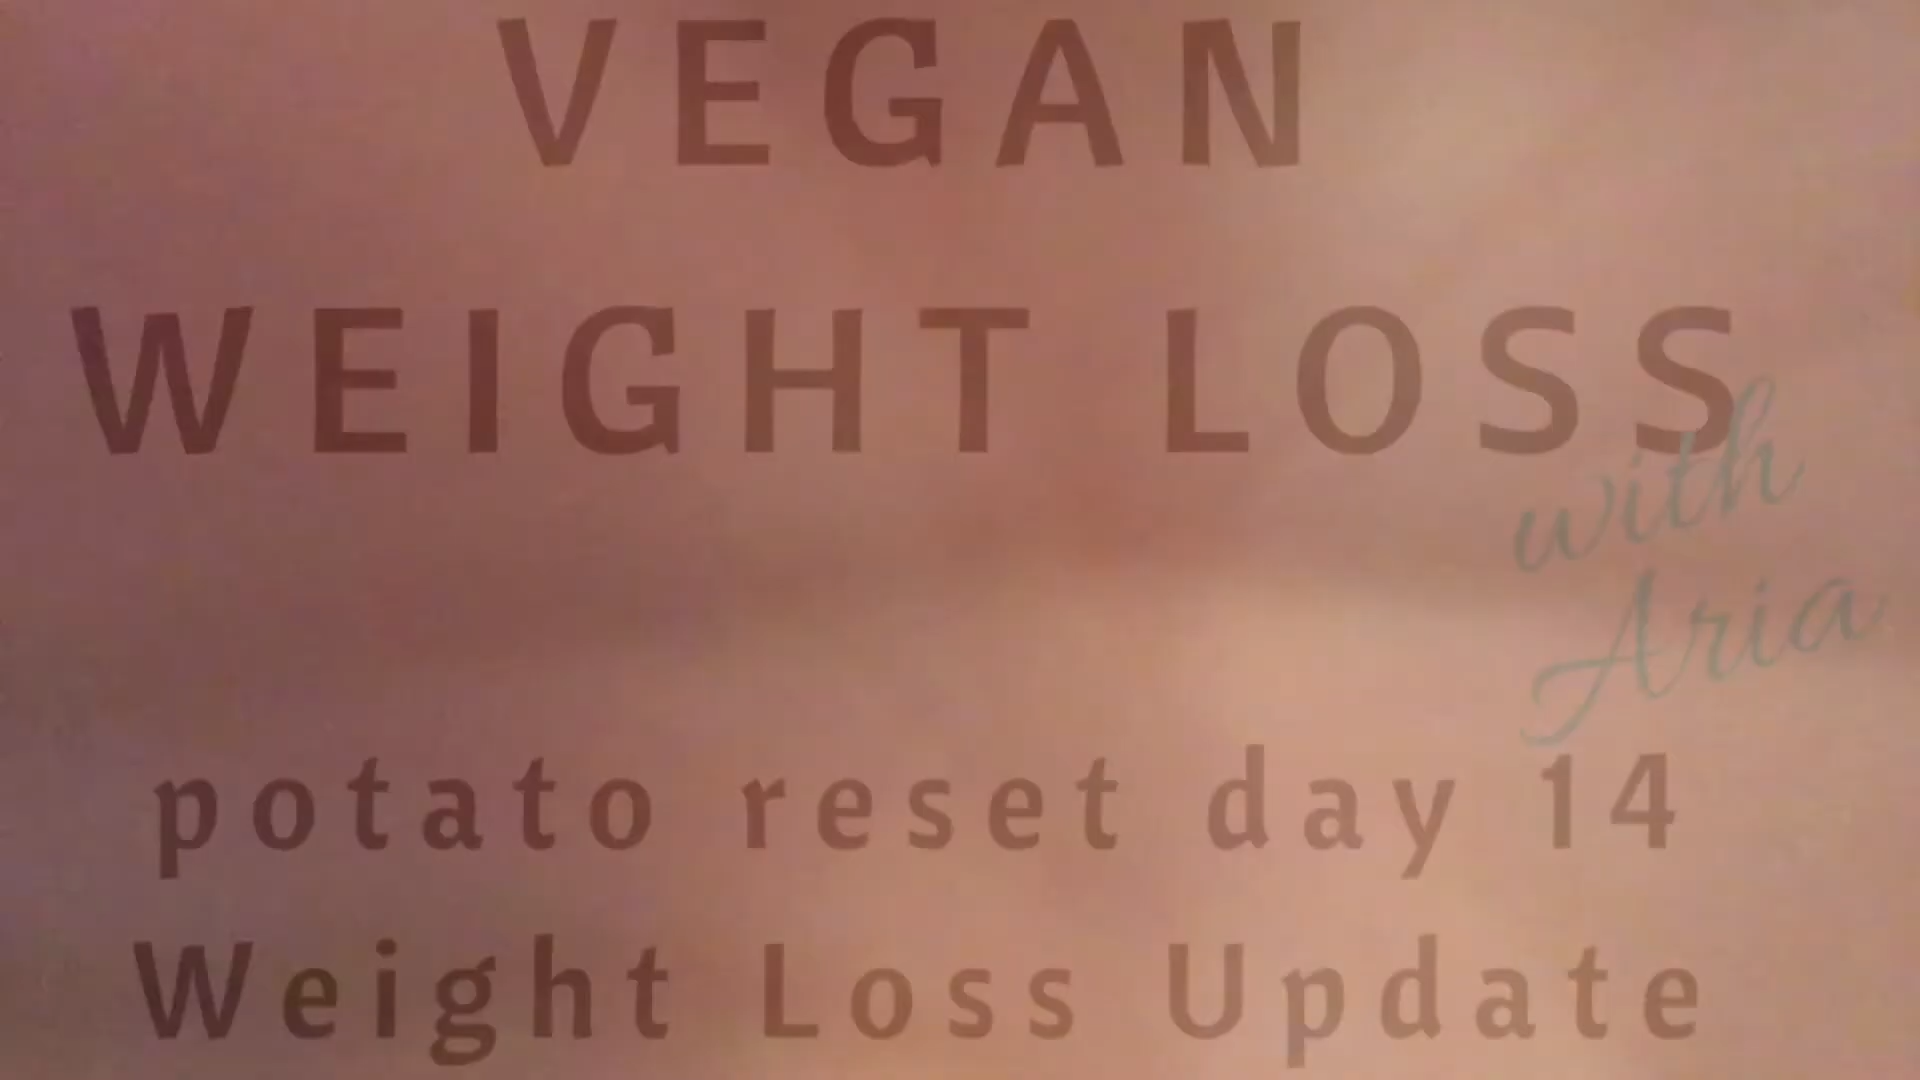 VEGAN
WEIGHT LOSS
with
Aria
potato reset day 14
Weight Loss Update